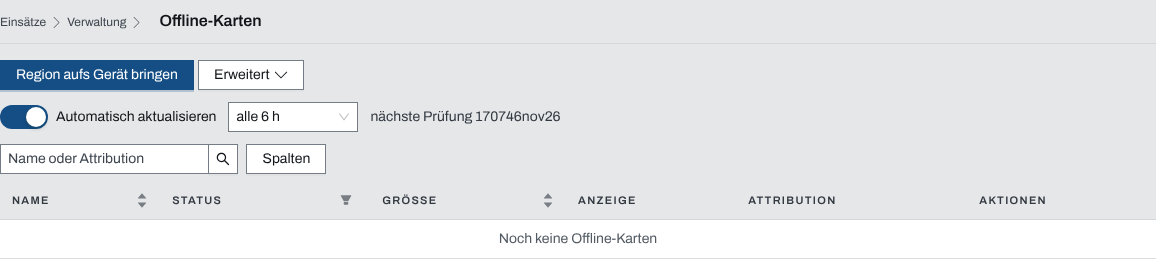 Einsätze Verwaltung Offline-Karten
Region aufs Gerät bringen Erweitert
Automatisch aktualisieren alle 6 h nächste Prüfung 170746nov26
Name oder Attribution Spalten
NAME STATUS GRÖSSE ANZEIGE ATTRIBUTION AKTIONEN
Noch keine Offline-Karten